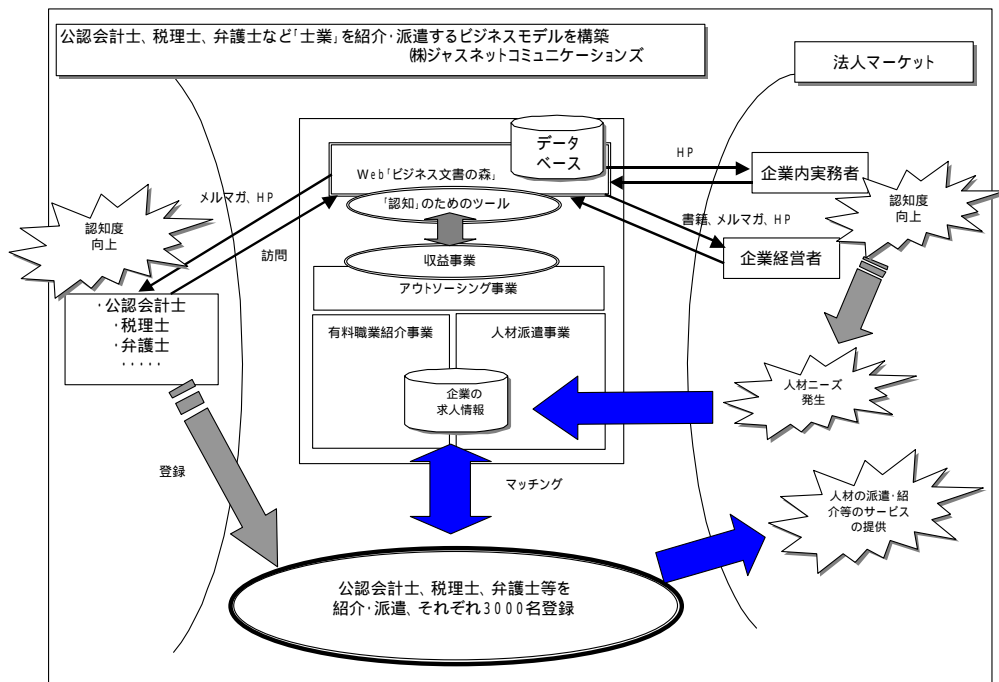 公認会計士、税理士、弁護士など「士業」を紹介・派遣するビジネスモデルを構築
(株)ジャスネットコミュニケーションズ
法人マーケット
データ
ベース
Web「ビジネス文書の森」
「認知」のためのツール
収益事業
アウトソーシング事業
有料職業紹介事業
人材派遣事業
企業の
求人情報
メルマガ、HP
訪問
認知度
向上
・公認会計士
・税理士
・弁護士
・・・・・
登録
HP
企業内実務者
書籍、メルマガ、HP
企業経営者
認知度
向上
人材ニーズ
発生
マッチング
人材の派遣・紹
介等のサービス
の提供
公認会計士、税理士、弁護士等を
紹介・派遣、それぞれ3000名登録